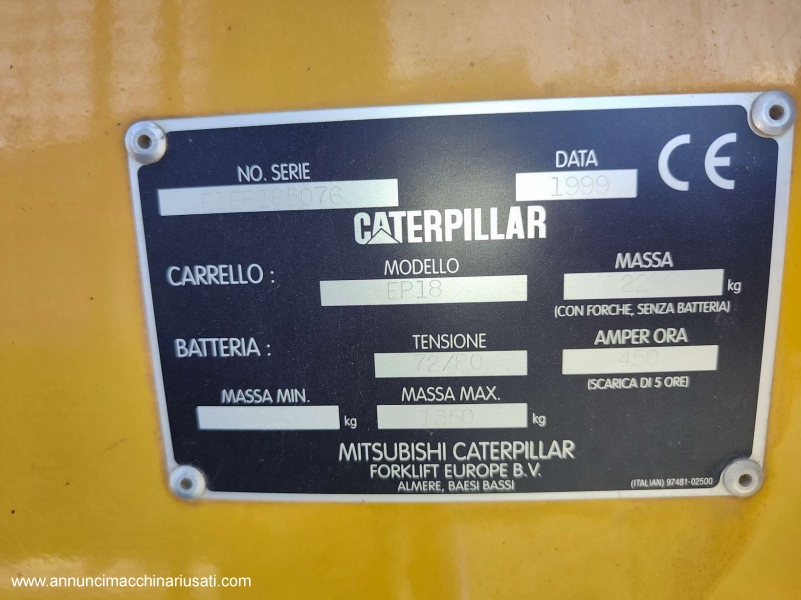 NO. SERIE
DATA
CE
1999
CATERPILLAR
CARRELLO :
MODELLO
EP18
MASSA
kg
(CON FORCHE, SENZA BATTERIA)
BATTERIA :
TENSIONE
72/80
AMPER ORA
450
(SCARICA DI 5 ORE)
MASSA MIN.
kg
MASSA MAX.
1350 kg
MITSUBISHI CATERPILLAR
FORKLIFT EUROPE B.V.
ALMERE, BAESI BASSI
(ITALIAN) 97481-02500
www.annuncimacchinariusati.com